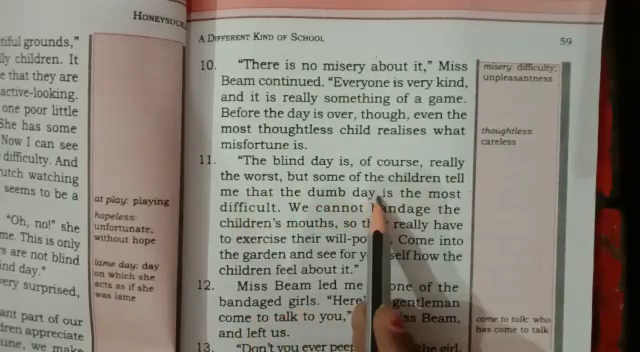 HONEYSUCK
tiful grounds,"
ly children. It
e that they are
active-looking.
one poor little
She has some
Now I can see
difficulty. And
utch watching
seems to be a
"Oh, no!" she
me. This is only
s are not blind
ind day."
very surprised,
ant part of our
dren appreciate
une, we make
at play: playing
hopeless:
unfortunate;
without hope
lame day: day
on which she
acts as if she
was lame
A DIFFERENT KIND OF SCHOOL
59
10. "There is no misery about it," Miss
Beam continued. "Everyone is very kind,
and it is really something of a game.
Before the day is over, though, even the
most thoughtless child realises what
misfortune is.
11. "The blind day is, of course, really
the worst, but some of the children tell
me that the dumb day is the most
difficult. We cannot bandage the
children's mouths, so they really have
to exercise their will-po . Come into
the garden and see for y self how the
children feel about it."
12. Miss Beam led me one of the
bandaged girls. "Here' gentleman
come to talk to you," iss Beam,
and left us.
13. "Don't you ever peep the girl.
misery: difficulty;
unpleasantness
thoughtless:
careless
come to talk: who
has come to talk